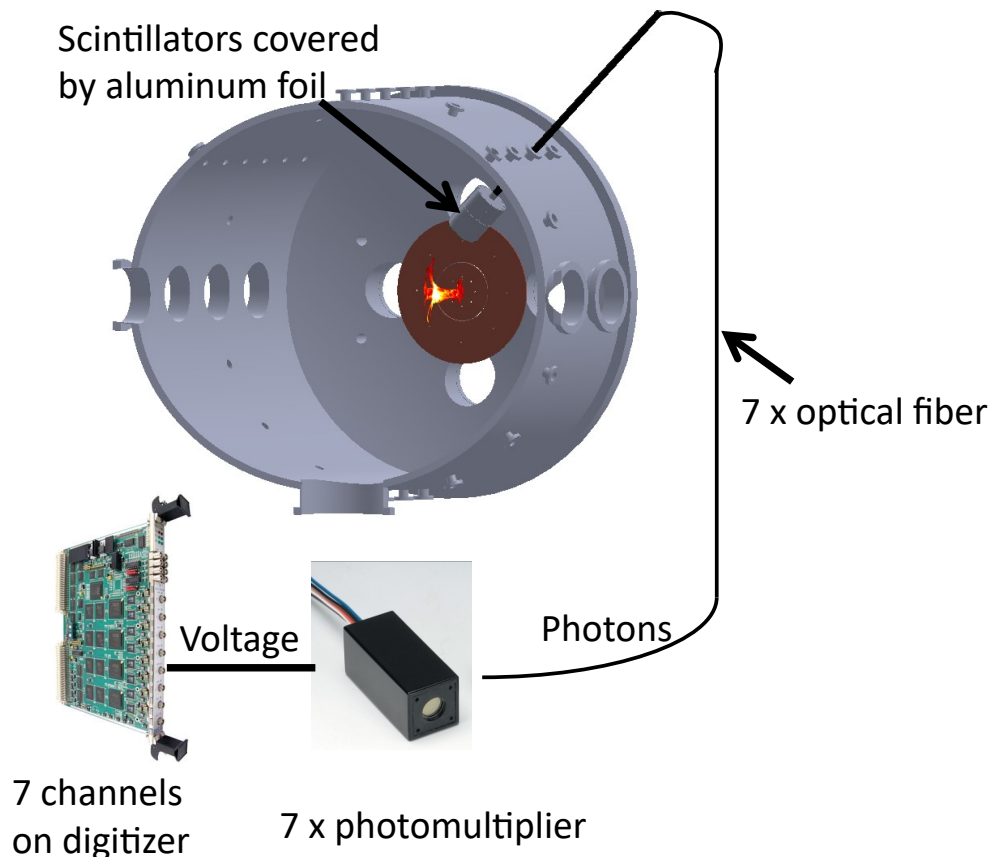 Scintillators covered
by aluminum foil
7 x optical fiber
Photons
Voltage
7 channels
on digitizer
7 x photomultiplier